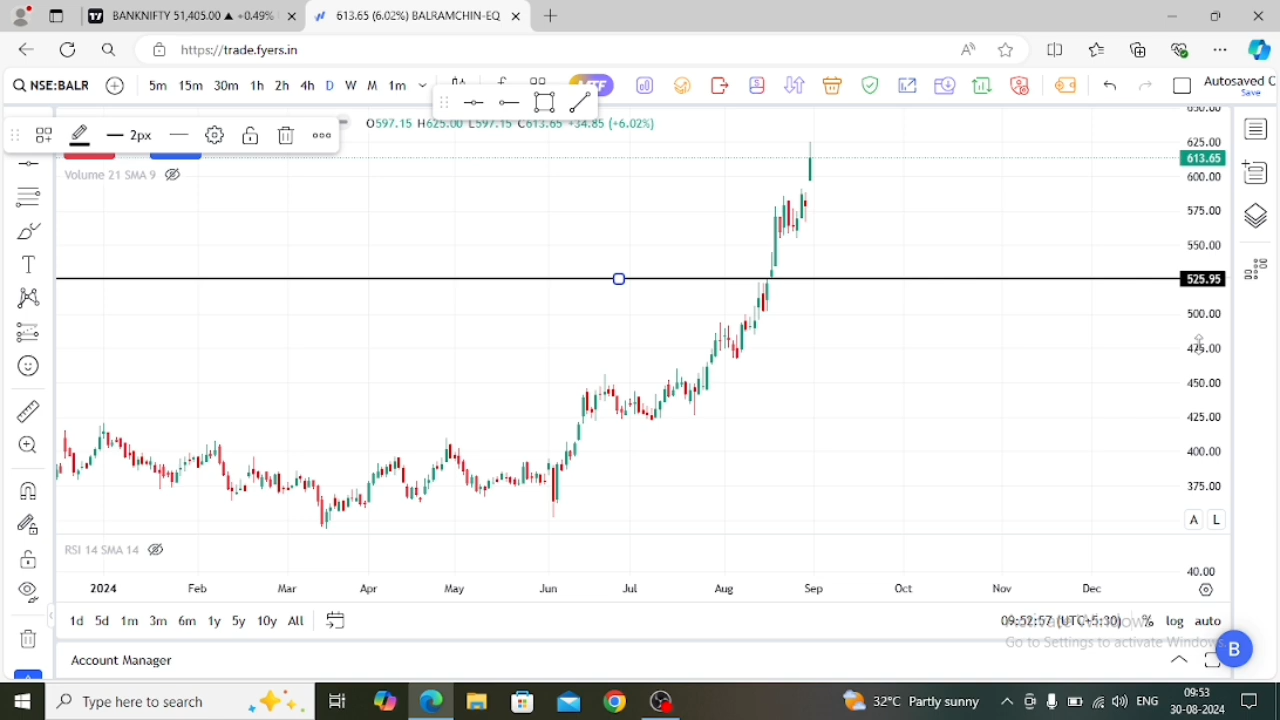 BANKNIFTY 51,405.00 ▲ +0.49%
613.65 (6.02%) BALRAMCHIN-EQ
https://trade.fyers.in
NSE:BALR 5m 15m 30m 1h 2h 4h D W M 1m
Autosaved C
Save
2px
O597.15 H625.00 L597.15 C613.65 +34.85 (+6.02%)
Volume 21 SMA 9
650.00
625.00
613.65
600.00
575.00
550.00
525.95
500.00
475.00
450.00
425.00
400.00
375.00
A L
RSI 14 SMA 14
40.00
2024 Feb Mar Apr May Jun Jul Aug Sep Oct Nov Dec
1d 5d 1m 3m 6m 1y 5y 10y All
09:52:57 (UTC+5:30) % log auto
Activate Windows
Go to Settings to activate Windows.
B
Account Manager
Type here to search
32°C Partly sunny
ENG
09:53
30-08-2024